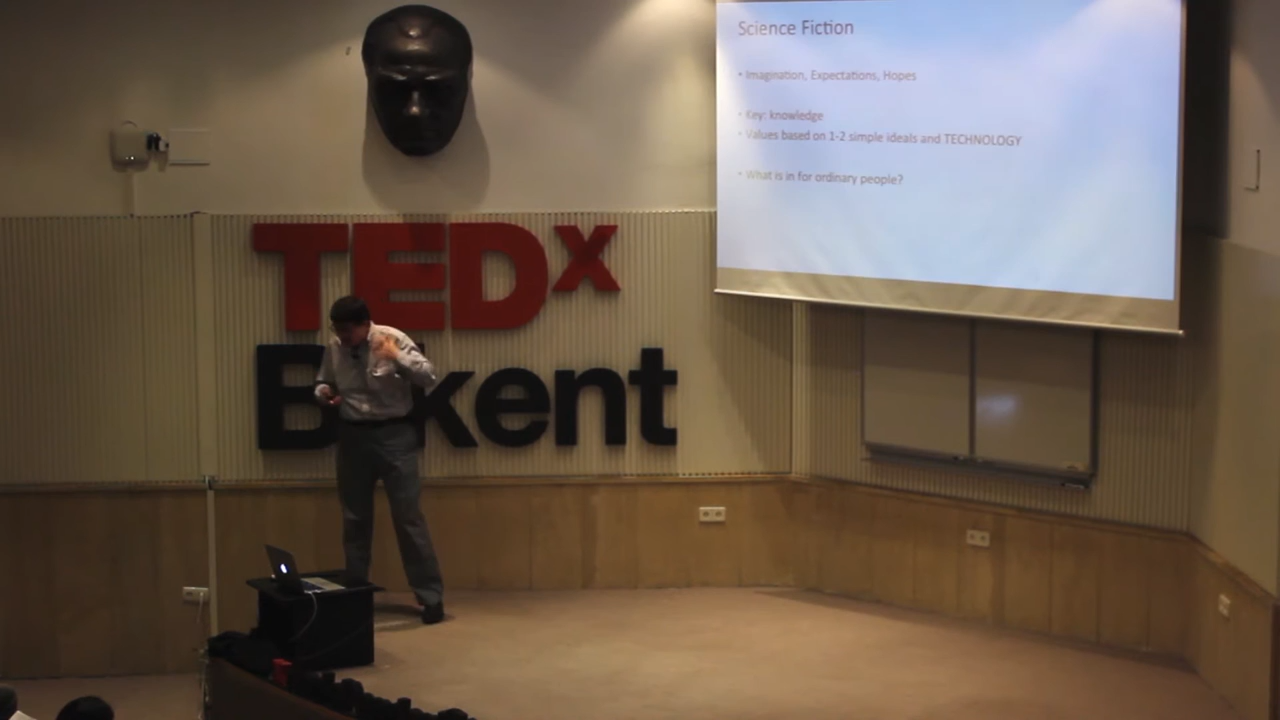 Science Fiction
• Imagination, Expectations, Hopes
• Key: knowledge
• Values based on 1-2 simple ideals and TECHNOLOGY
• What is in for ordinary people?
TEDx
B kent